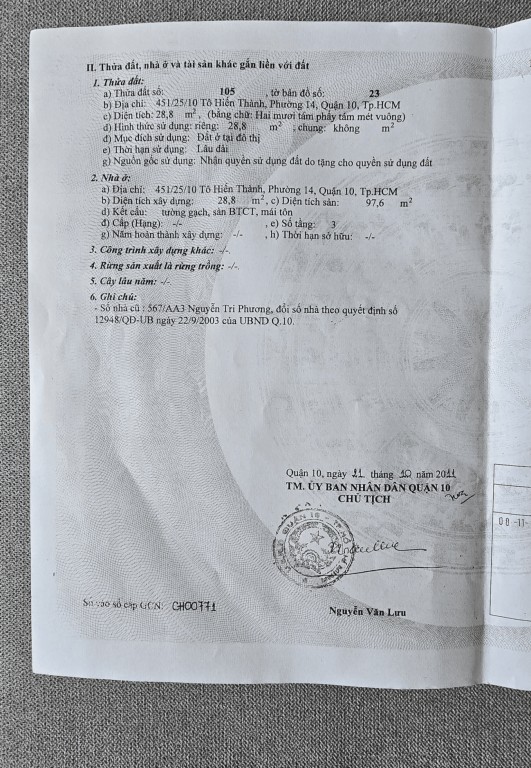 II. Thửa đất, nhà ở và tài sản khác gắn liền với đất
1. Thửa đất:
a) Thửa đất số: 105 , tờ bản đồ số: 23
b) Địa chỉ: 451/25/10 Tô Hiến Thành, Phường 14, Quận 10, Tp.HCM
c) Diện tích: 28,8 m², (bằng chữ: Hai mươi tám phẩy tám mét vuông)
d) Hình thức sử dụng: riêng: 28,8 m² , chung: không m²
đ) Mục đích sử dụng: Đất ở tại đô thị
e) Thời hạn sử dụng: Lâu dài
g) Nguồn gốc sử dụng: Nhận quyền sử dụng đất do tặng cho quyền sử dụng đất
2. Nhà ở:
a) Địa chỉ: 451/25/10 Tô Hiến Thành, Phường 14, Quận 10, Tp.HCM
b) Diện tích xây dựng: 28,8 m², c) Diện tích sàn: 97,6 m²
d) Kết cấu: tường gạch, sàn BTCT, mái tôn
đ) Cấp (Hạng): -/- , e) Số tầng: 3
g) Năm hoàn thành xây dựng: -/- , h) Thời hạn sở hữu: -/-
3. Công trình xây dựng khác: -/-
4. Rừng sản xuất là rừng trồng: -/-
5. Cây lâu năm: -/-
6. Ghi chú:
- Số nhà cũ : 567/AA3 Nguyễn Tri Phương, đổi số nhà theo quyết định số
12948/QĐ-UB ngày 22/9/2003 của UBND Q.10.
Quận 10, ngày 21 tháng 10 năm 2011
TM. ỦY BAN NHÂN DÂN QUẬN 10
CHỦ TỊCH
08-11-
Nguyễn Văn Lưu
Số vào sổ cấp GCN: CH00771